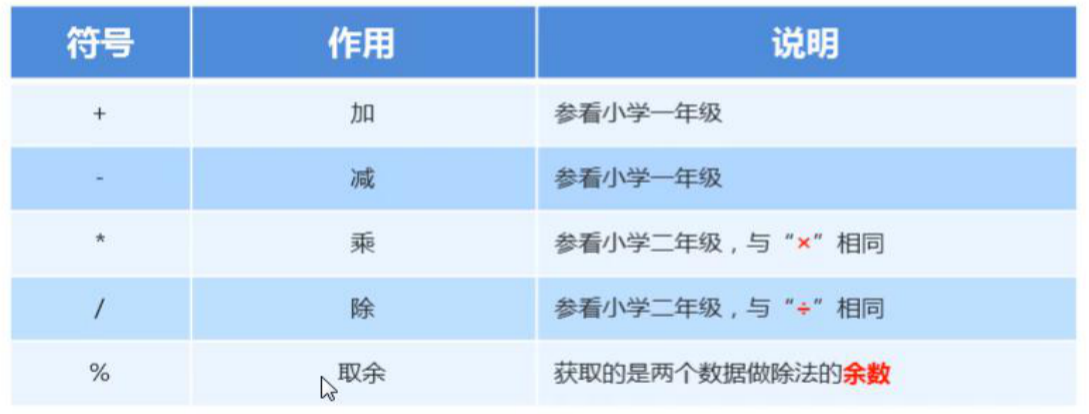 符号 作用 说明
+ 加 参看小学一年级
- 减 参看小学一年级
* 乘 参看小学二年级，与“×”相同
/ 除 参看小学二年级，与“÷”相同
% 取余 获取的是两个数据做除法的余数